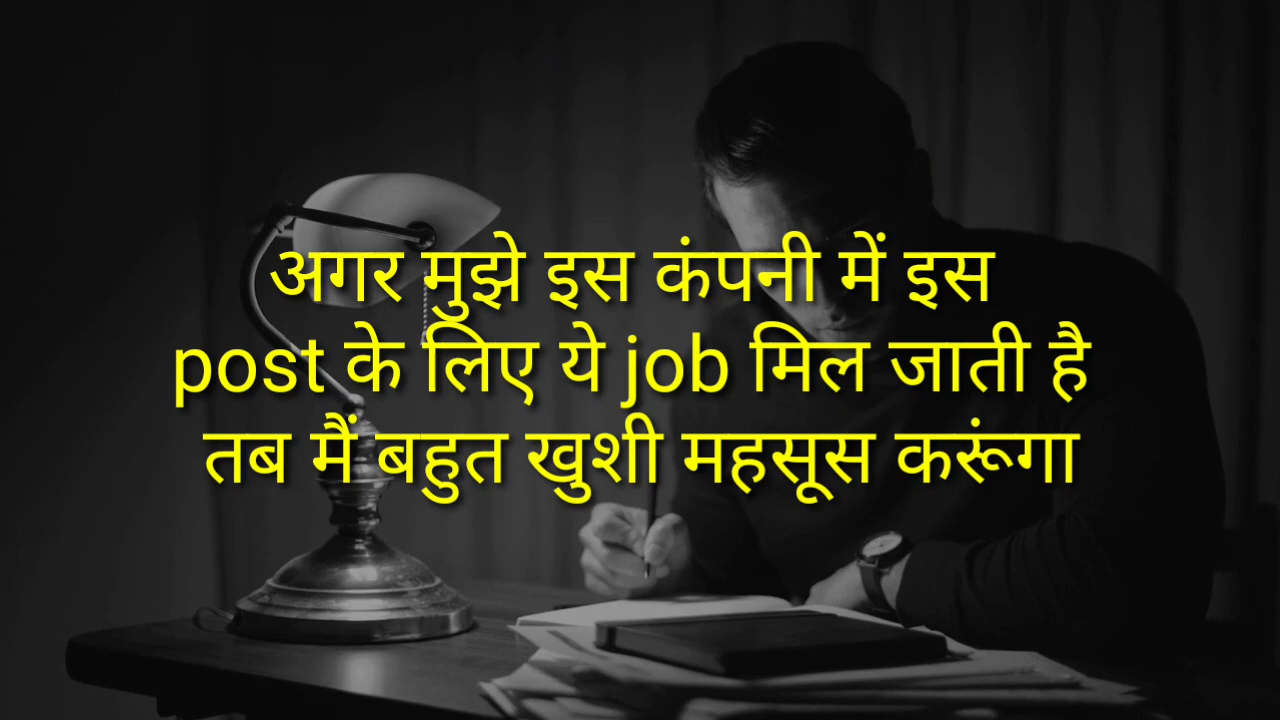 अगर मुझे इस कंपनी में इस
post के लिए ये job मिल जाती है
तब मैं बहुत खुशी महसूस करूंगा